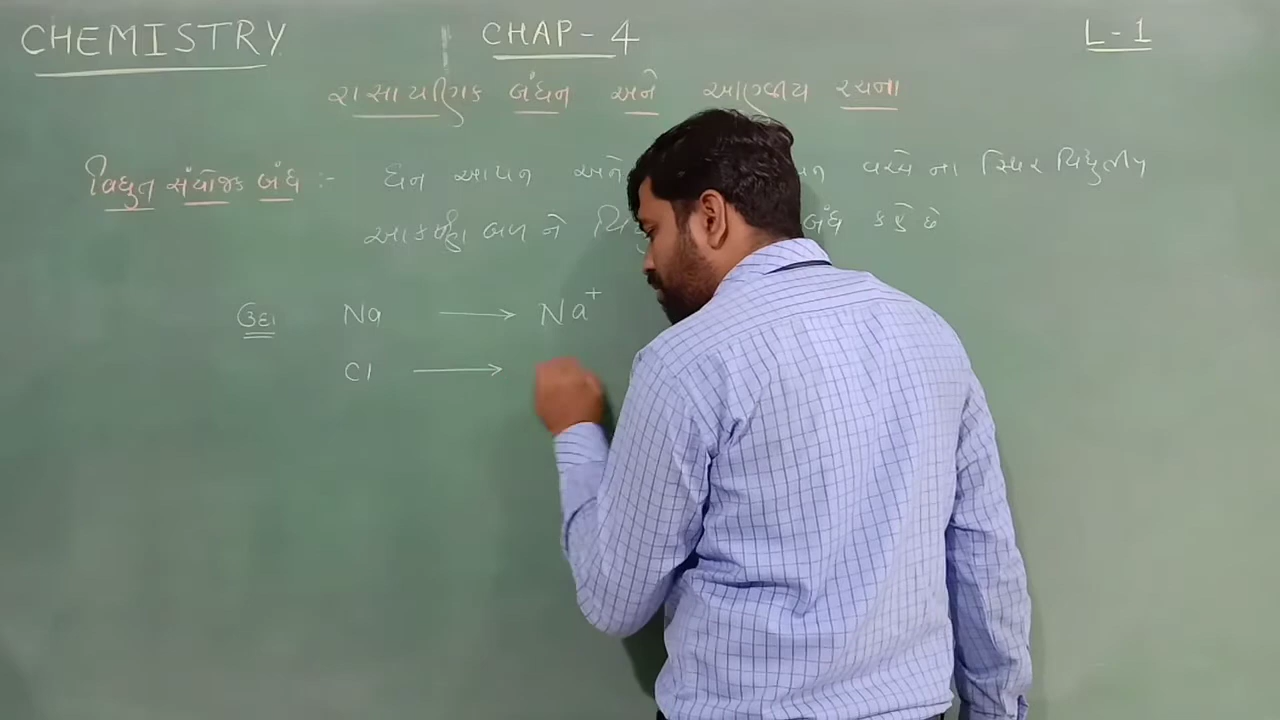 CHEMISTRY CHAP-4 L-1
રાસાયણિક બંધન અને આણ્વીય રચના
વિદ્યુત સંયોજક બંધ :- ધન આયન અને યન વચ્ચે ના સ્થિર વિદ્યુતીય
આકર્ષણ બળ ને બંધ કહે છે
ઉદા Na → Na⁺
Cl →